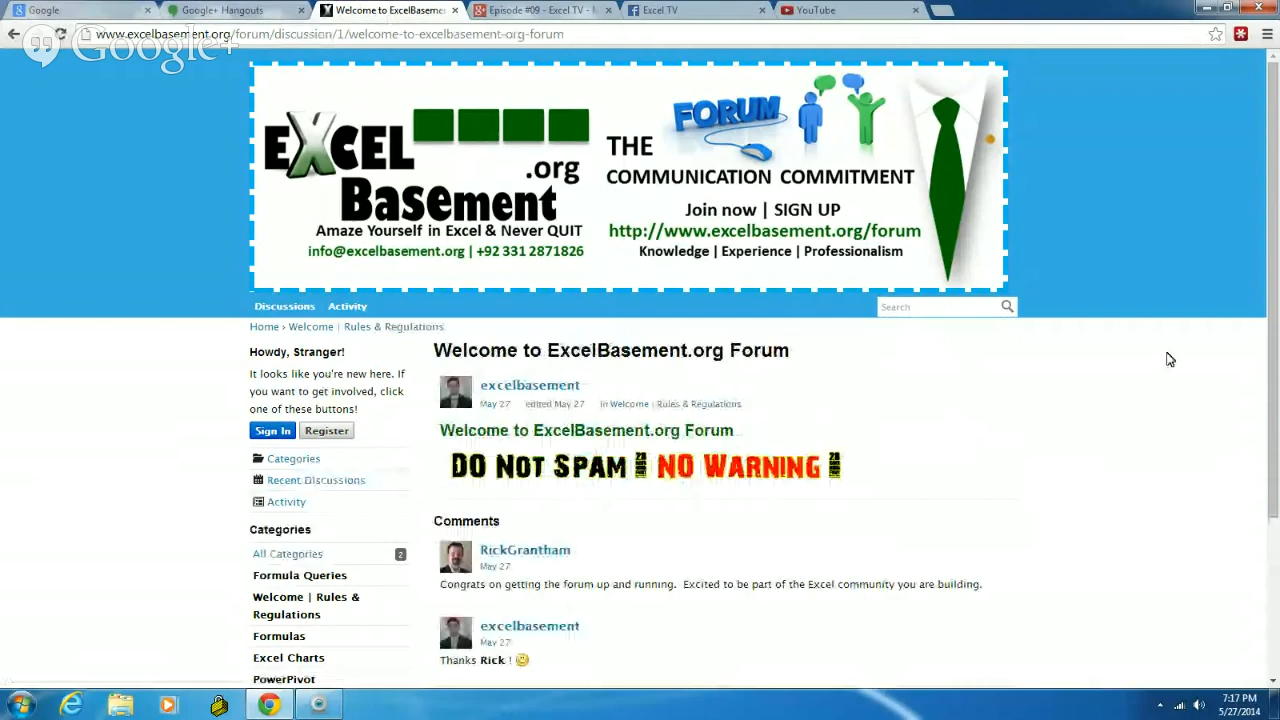 Google
Google+ Hangouts
Welcome to ExcelBaseme
Episode #09 - Excel TV -
Excel TV
YouTube
Google+
www.excelbasement.org/forum/discussion/1/welcome-to-excelbasement-org-forum
EXCEL
.org
Basement
Amaze Yourself in Excel & Never QUIT
info@excelbasement.org | +92 331 2871826
FORUM
THE
COMMUNICATION COMMITMENT
Join now | SIGN UP
http://www.excelbasement.org/forum
Knowledge | Experience | Professionalism
Discussions Activity
Search
Home › Welcome | Rules & Regulations
Howdy, Stranger!
It looks like you're new here. If
you want to get involved, click
one of these buttons!
Sign In Register
Categories
Recent Discussions
Activity
Categories
All Categories 2
Formula Queries
Welcome | Rules &
Regulations
Formulas
Excel Charts
PowerPivot
Welcome to ExcelBasement.org Forum
excelbasement
May 27 edited May 27 in Welcome | Rules & Regulations
Welcome to ExcelBasement.org Forum
DO NOT SPAM NO WARNING
Comments
RickGrantham
May 27
Congrats on getting the forum up and running. Excited to be part of the Excel community you are building.
excelbasement
May 27
Thanks Rick !
7:17 PM
5/27/2014